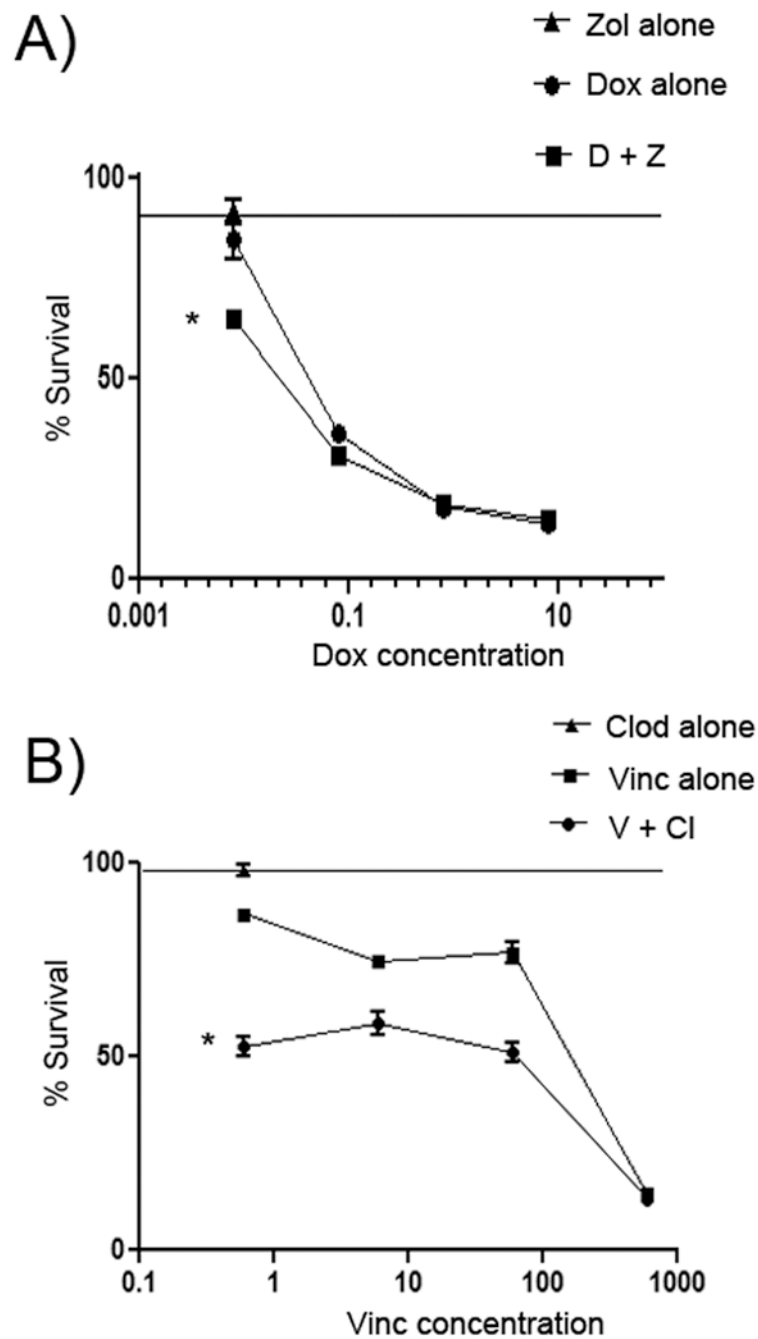 A)
Zol alone
Dox alone
D + Z
100
50
0
*
% Survival
0.001 0.1 10
Dox concentration
B)
Clod alone
Vinc alone
V + Cl
100
50
0
*
% Survival
0.1 1 10 100 1000
Vinc concentration